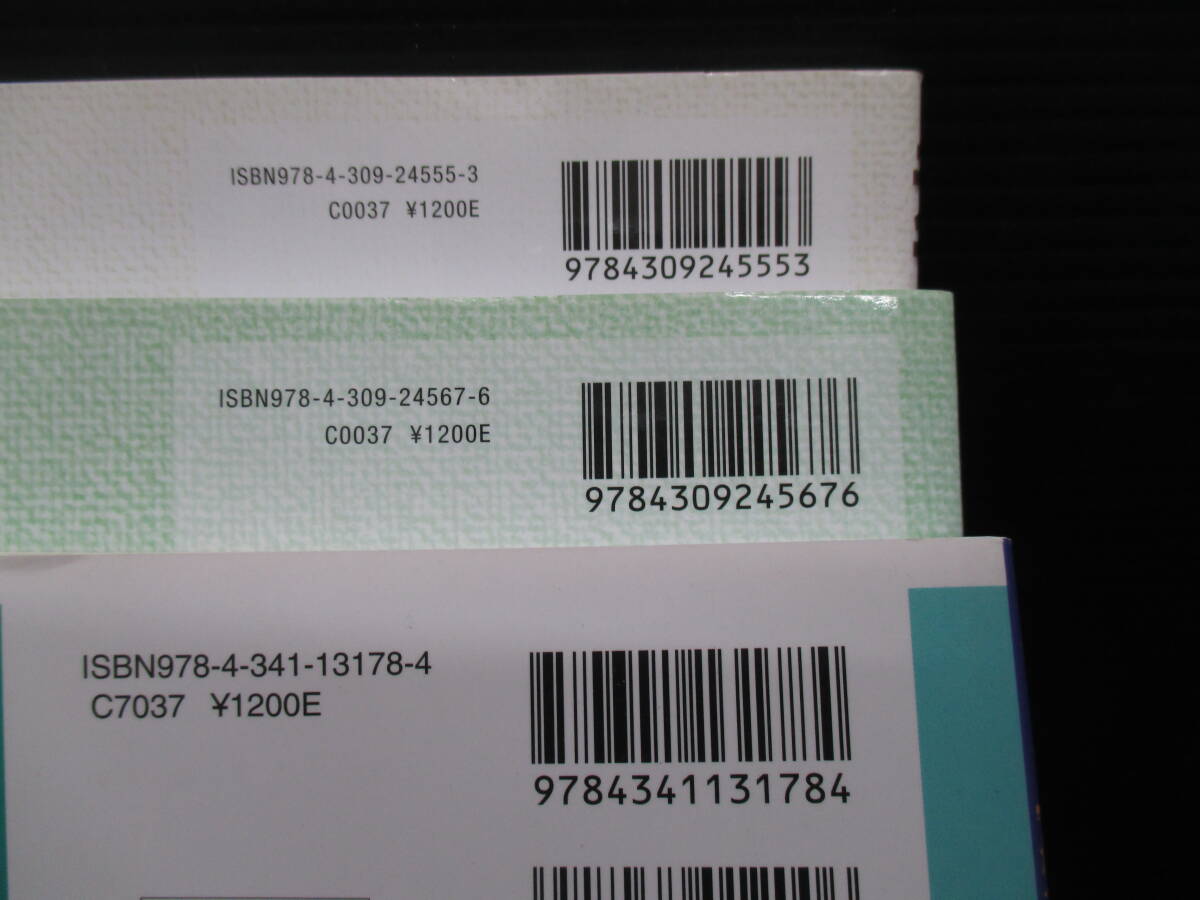 ISBN978-4-309-24555-3
C0037 ¥1200E
9784309245553
ISBN978-4-309-24567-6
C0037 ¥1200E
9784309245676
ISBN978-4-341-13178-4
C7037 ¥1200E
9784341131784